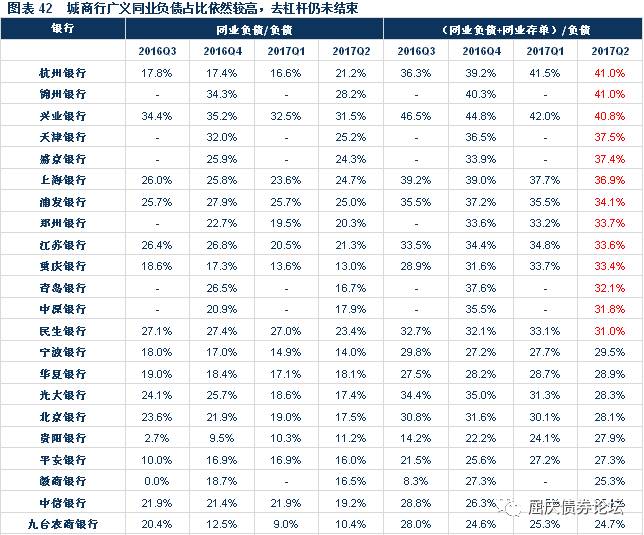 图表 42 城商行广义同业负债占比依然较高，去杠杆仍未结束
银行 同业负债/负债 （同业负债+同业存单）/负债
2016Q3 2016Q4 2017Q1 2017Q2 2016Q3 2016Q4 2017Q1 2017Q2
杭州银行 17.8% 17.4% 16.6% 21.2% 36.3% 39.2% 41.5% 41.0%
锦州银行 - 34.3% - 28.2% - 40.3% - 41.0%
兴业银行 34.4% 35.2% 32.5% 31.5% 46.5% 44.8% 42.0% 40.8%
天津银行 - 32.0% - 25.2% - 36.5% - 37.5%
盛京银行 - 25.9% - 24.3% - 33.9% - 37.4%
上海银行 26.0% 25.8% 23.6% 24.7% 39.2% 39.0% 37.7% 36.9%
浦发银行 25.7% 27.9% 25.7% 25.0% 35.5% 37.2% 35.5% 34.1%
郑州银行 - 22.7% 19.5% 20.3% - 33.6% 33.2% 33.7%
江苏银行 26.4% 26.8% 20.5% 21.3% 33.5% 34.4% 34.8% 33.6%
重庆银行 18.6% 17.3% 13.6% 13.0% 28.9% 31.6% 33.7% 33.4%
青岛银行 - 26.5% - 16.7% - 37.6% - 32.1%
中原银行 - 20.9% - 17.9% - 35.5% - 31.8%
民生银行 27.1% 27.4% 27.0% 23.4% 32.7% 32.1% 33.1% 31.0%
宁波银行 18.0% 17.0% 14.9% 14.0% 29.8% 27.2% 27.7% 29.5%
华夏银行 19.0% 18.4% 17.1% 18.1% 27.5% 28.2% 28.7% 28.9%
光大银行 24.1% 25.7% 18.6% 17.4% 34.4% 35.0% 31.3% 28.3%
北京银行 23.6% 21.9% 19.0% 17.5% 30.8% 31.6% 30.1% 28.1%
贵阳银行 2.7% 9.5% 10.3% 11.2% 14.2% 22.2% 24.1% 27.9%
平安银行 10.0% 16.9% 16.9% 16.0% 21.5% 25.6% 27.2% 27.3%
徽商银行 0.0% 18.7% - 16.5% 8.3% 27.3% - 25.3%
中信银行 21.9% 21.4% 21.9% 19.2% 28.8% 26.3%
屈庆债券论坛
九台农商银行 20.4% 12.5% 9.0% 10.4% 28.0% 24.6% 25.3% 24.7%